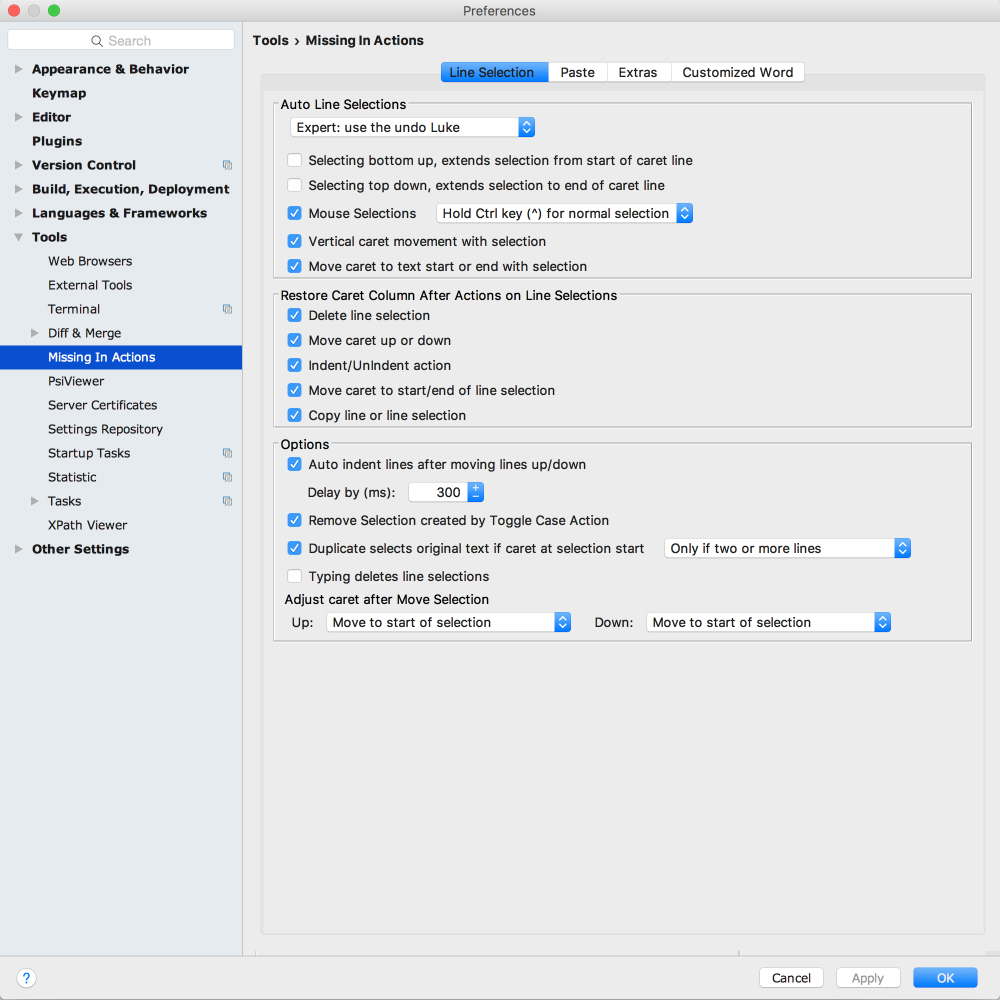 Preferences
Search
Appearance & Behavior
Keymap
Editor
Plugins
Version Control
Build, Execution, Deployment
Languages & Frameworks
Tools
Web Browsers
External Tools
Terminal
Diff & Merge
Missing In Actions
PsiViewer
Server Certificates
Settings Repository
Startup Tasks
Statistic
Tasks
XPath Viewer
Other Settings
Tools › Missing In Actions
Line Selection Paste Extras Customized Word
Auto Line Selections
Expert: use the undo Luke
Selecting bottom up, extends selection from start of caret line
Selecting top down, extends selection to end of caret line
Mouse Selections Hold Ctrl key (^) for normal selection
Vertical caret movement with selection
Move caret to text start or end with selection
Restore Caret Column After Actions on Line Selections
Delete line selection
Move caret up or down
Indent/UnIndent action
Move caret to start/end of line selection
Copy line or line selection
Options
Auto indent lines after moving lines up/down
Delay by (ms): 300
Remove Selection created by Toggle Case Action
Duplicate selects original text if caret at selection start Only if two or more lines
Typing deletes line selections
Adjust caret after Move Selection
Up: Move to start of selection Down: Move to start of selection
? Cancel Apply OK